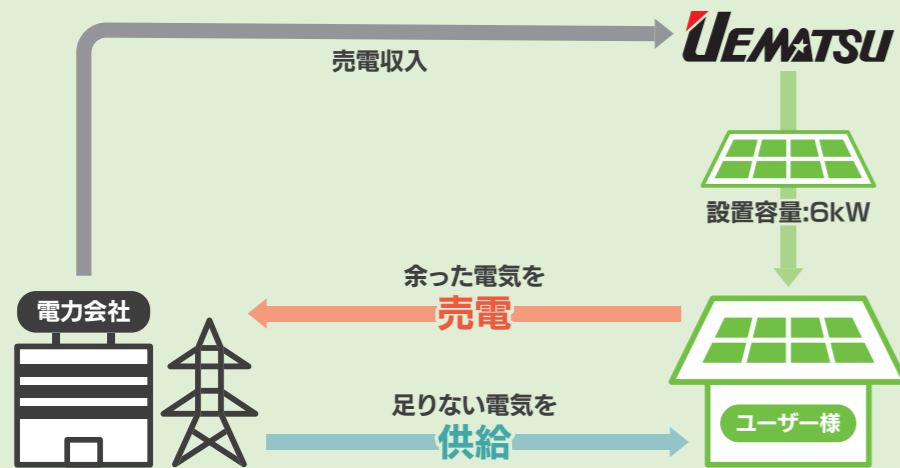 UEMATSU
売電収入
設置容量:6kW
余った電気を
売電
電力会社
足りない電気を
供給
ユーザー様